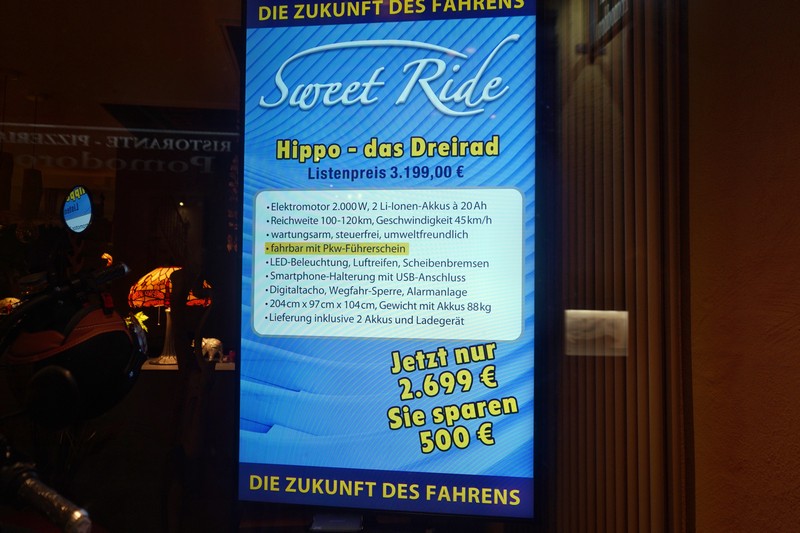 DIE ZUKUNFT DES FAHRENS
Sweet Ride
Hippo - das Dreirad
Listenpreis 3.199,00 €
• Elektromotor 2.000 W, 2 Li-Ionen-Akkus à 20 Ah
• Reichweite 100-120 km, Geschwindigkeit 45 km/h
• wartungsarm, steuerfrei, umweltfreundlich
• fahrbar mit Pkw-Führerschein
• LED-Beleuchtung, Luftreifen, Scheibenbremsen
• Smartphone-Halterung mit USB-Anschluss
• Digitaltacho, Wegfahr-Sperre, Alarmanlage
• 204 cm x 97 cm x 104 cm, Gewicht mit Akkus 88 kg
• Lieferung inklusive 2 Akkus und Ladegerät
Jetzt nur
2.699 €
Sie sparen
500 €
DIE ZUKUNFT DES FAHRENS
RISTORANTE - PIZZERIA
Pomodoro